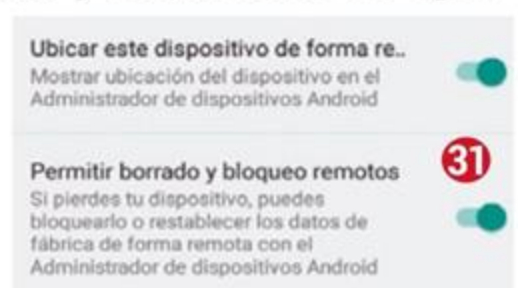 Ubicar este dispositivo de forma re..
Mostrar ubicación del dispositivo en el
Administrador de dispositivos Android
Permitir borrado y bloqueo remotos
31
Si pierdes tu dispositivo, puedes
bloquearlo o restablecer los datos de
fábrica de forma remota con el
Administrador de dispositivos Android